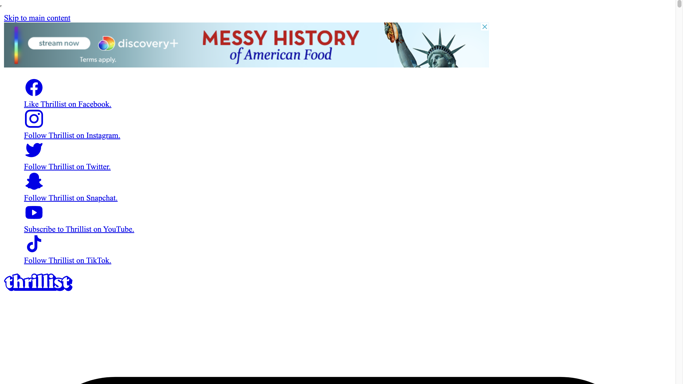 Skip to main content
stream now
discovery+
Terms apply.
MESSY HISTORY
of American Food
Like Thrillist on Facebook.
Follow Thrillist on Instagram.
Follow Thrillist on Twitter.
Follow Thrillist on Snapchat.
Subscribe to Thrillist on YouTube.
Follow Thrillist on TikTok.
thrillist